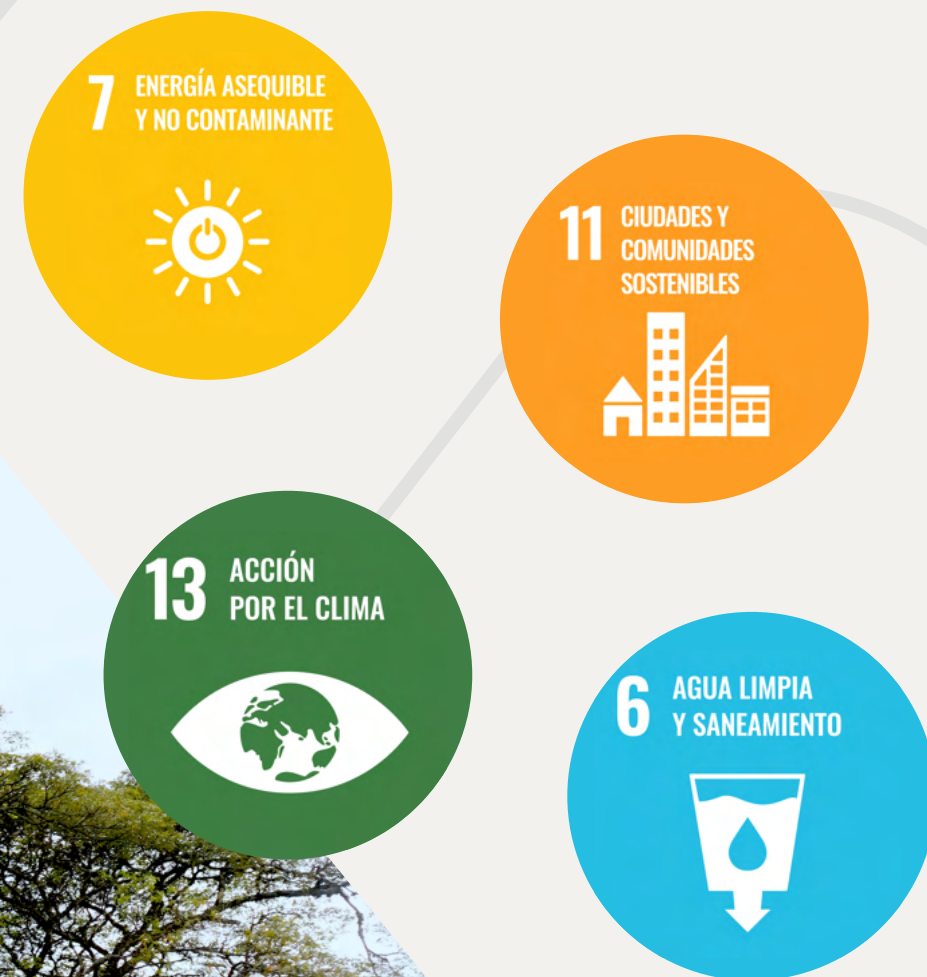 7 ENERGÍA ASEQUIBLE
Y NO CONTAMINANTE
11 CIUDADES Y
COMUNIDADES
SOSTENIBLES
13 ACCIÓN
POR EL CLIMA
6 AGUA LIMPIA
Y SANEAMIENTO